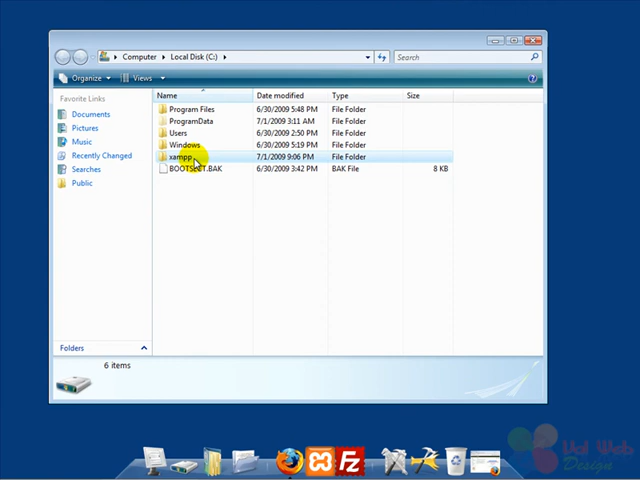 Computer ▸ Local Disk (C:) ▸ Search
Organize Views
Favorite Links
Documents
Pictures
Music
Recently Changed
Searches
Public
Folders
Name Date modified Type Size
Program Files 6/30/2009 5:48 PM File Folder
ProgramData 7/1/2009 3:11 AM File Folder
Users 6/30/2009 2:50 PM File Folder
Windows 6/30/2009 5:19 PM File Folder
xampp 7/1/2009 9:06 PM File Folder
BOOTSECT.BAK 6/30/2009 3:42 PM BAK File 8 KB
6 items
Fz
Val Web
Design